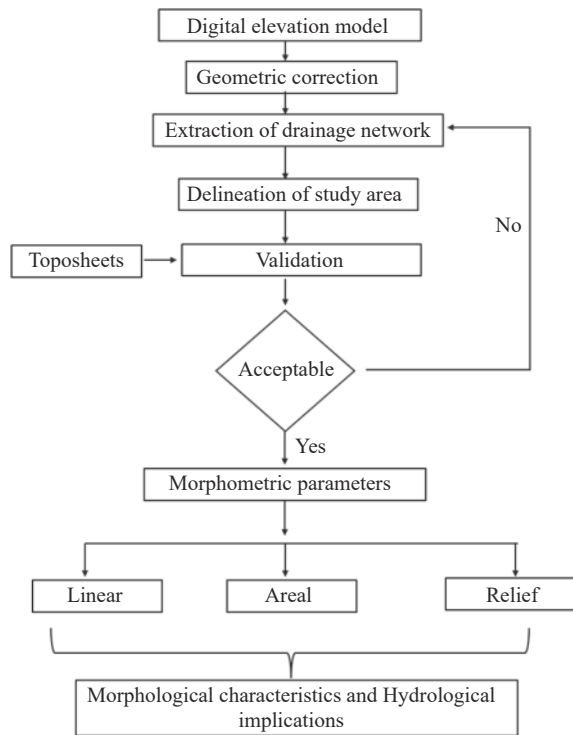 Digital elevation model
Geometric correction
Extraction of drainage network
Delineation of study area
No
Toposheets
Validation
Acceptable
Yes
Morphometric parameters
Linear
Areal
Relief
Morphological characteristics and Hydrological
implications